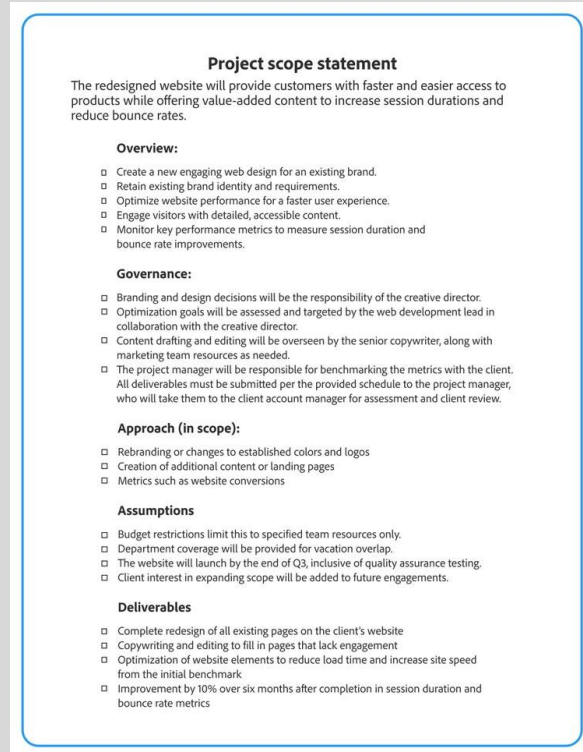 Project scope statement
The redesigned website will provide customers with faster and easier access to
products while offering value-added content to increase session durations and
reduce bounce rates.
Overview:
Create a new engaging web design for an existing brand.
Retain existing brand identity and requirements.
Optimize website performance for a faster user experience.
Engage visitors with detailed, accessible content.
Monitor key performance metrics to measure session duration and
bounce rate improvements.
Governance:
Branding and design decisions will be the responsibility of the creative director.
Optimization goals will be assessed and targeted by the web development lead in
collaboration with the creative director.
Content drafting and editing will be overseen by the senior copywriter, along with
marketing team resources as needed.
The project manager will be responsible for benchmarking the metrics with the client.
All deliverables must be submitted per the provided schedule to the project manager,
who will take them to the client account manager for assessment and client review.
Approach (in scope):
Rebranding or changes to established colors and logos
Creation of additional content or landing pages
Metrics such as website conversions
Assumptions
Budget restrictions limit this to specified team resources only.
Department coverage will be provided for vacation overlap.
The website will launch by the end of Q3, inclusive of quality assurance testing.
Client interest in expanding scope will be added to future engagements.
Deliverables
Complete redesign of all existing pages on the client's website
Copywriting and editing to fill in pages that lack engagement
Optimization of website elements to reduce load time and increase site speed
from the initial benchmark
Improvement by 10% over six months after completion in session duration and
bounce rate metrics